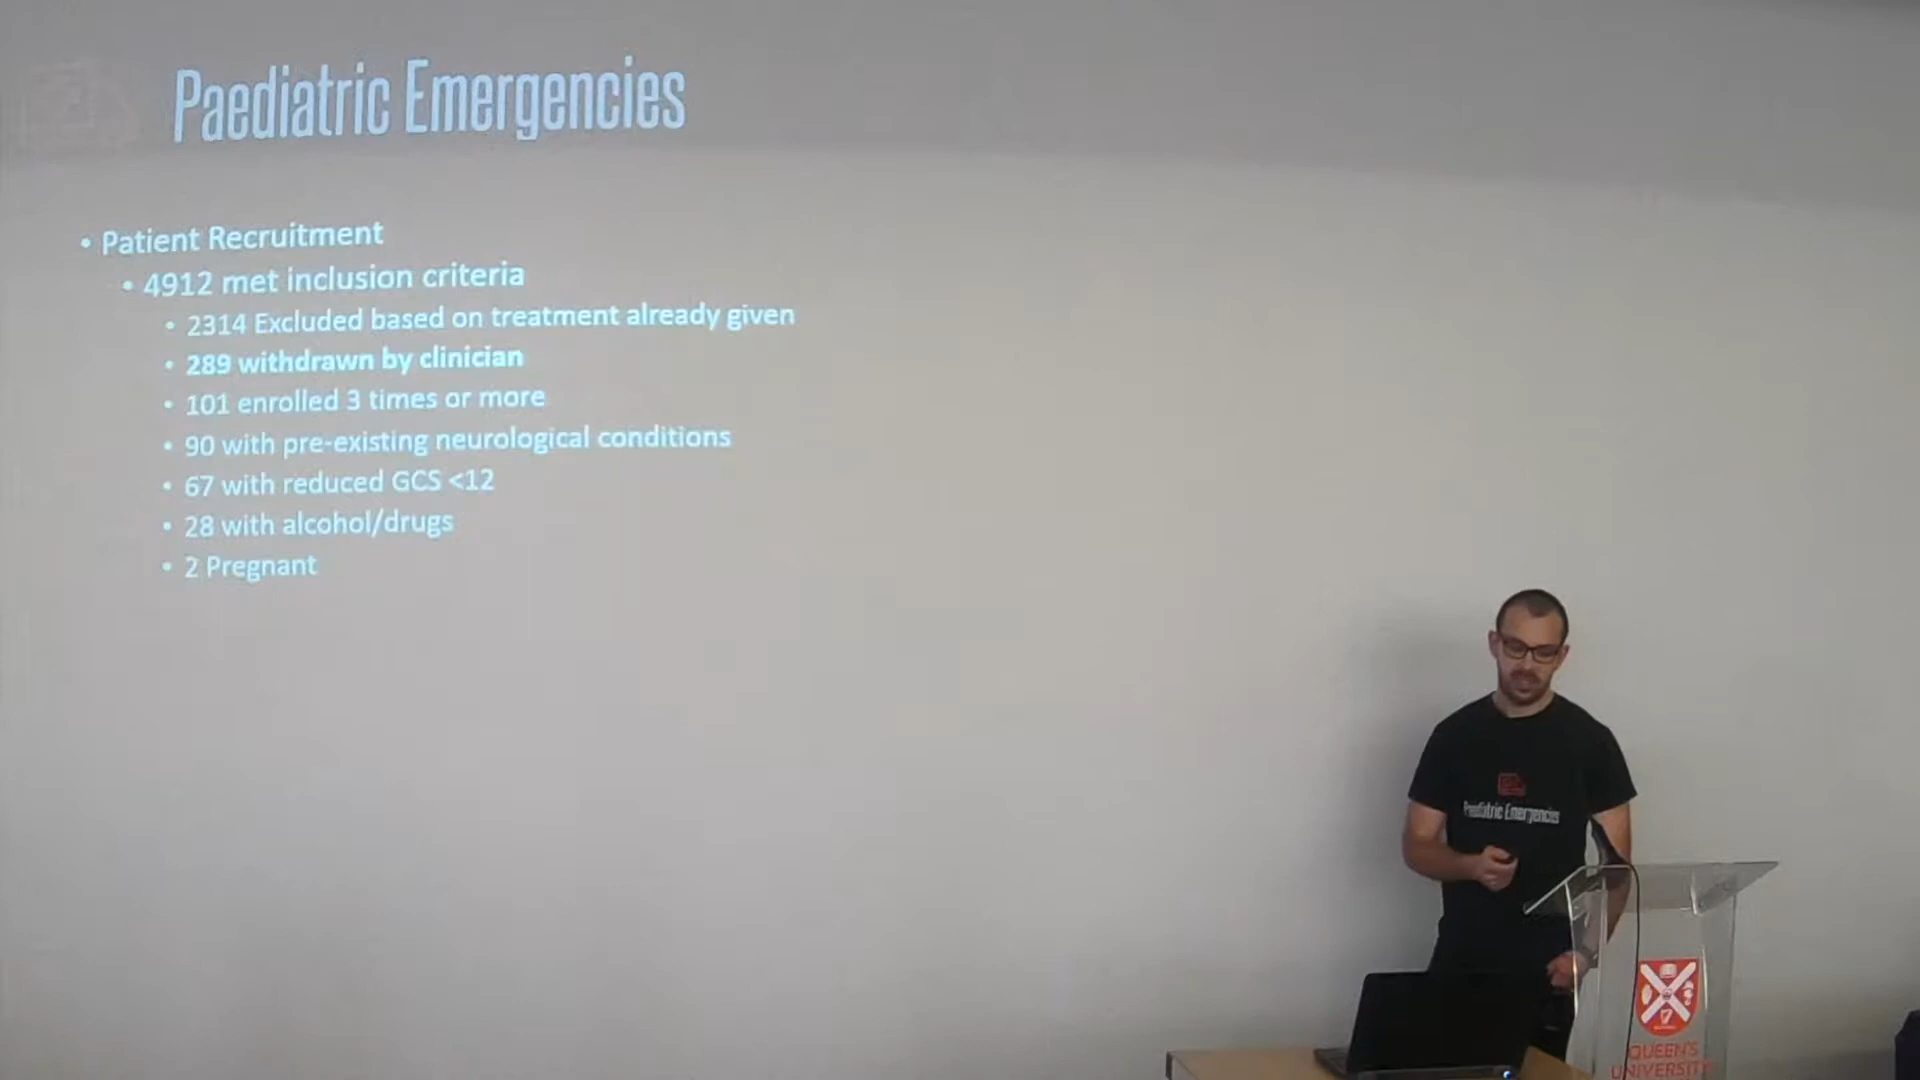 Paediatric Emergencies
• Patient Recruitment
• 4912 met inclusion criteria
• 2314 Excluded based on treatment already given
• 289 withdrawn by clinician
• 101 enrolled 3 times or more
• 90 with pre-existing neurological conditions
• 67 with reduced GCS <12
• 28 with alcohol/drugs
• 2 Pregnant
Paediatric Emergencies
QUEEN'S
UNIVERSITY